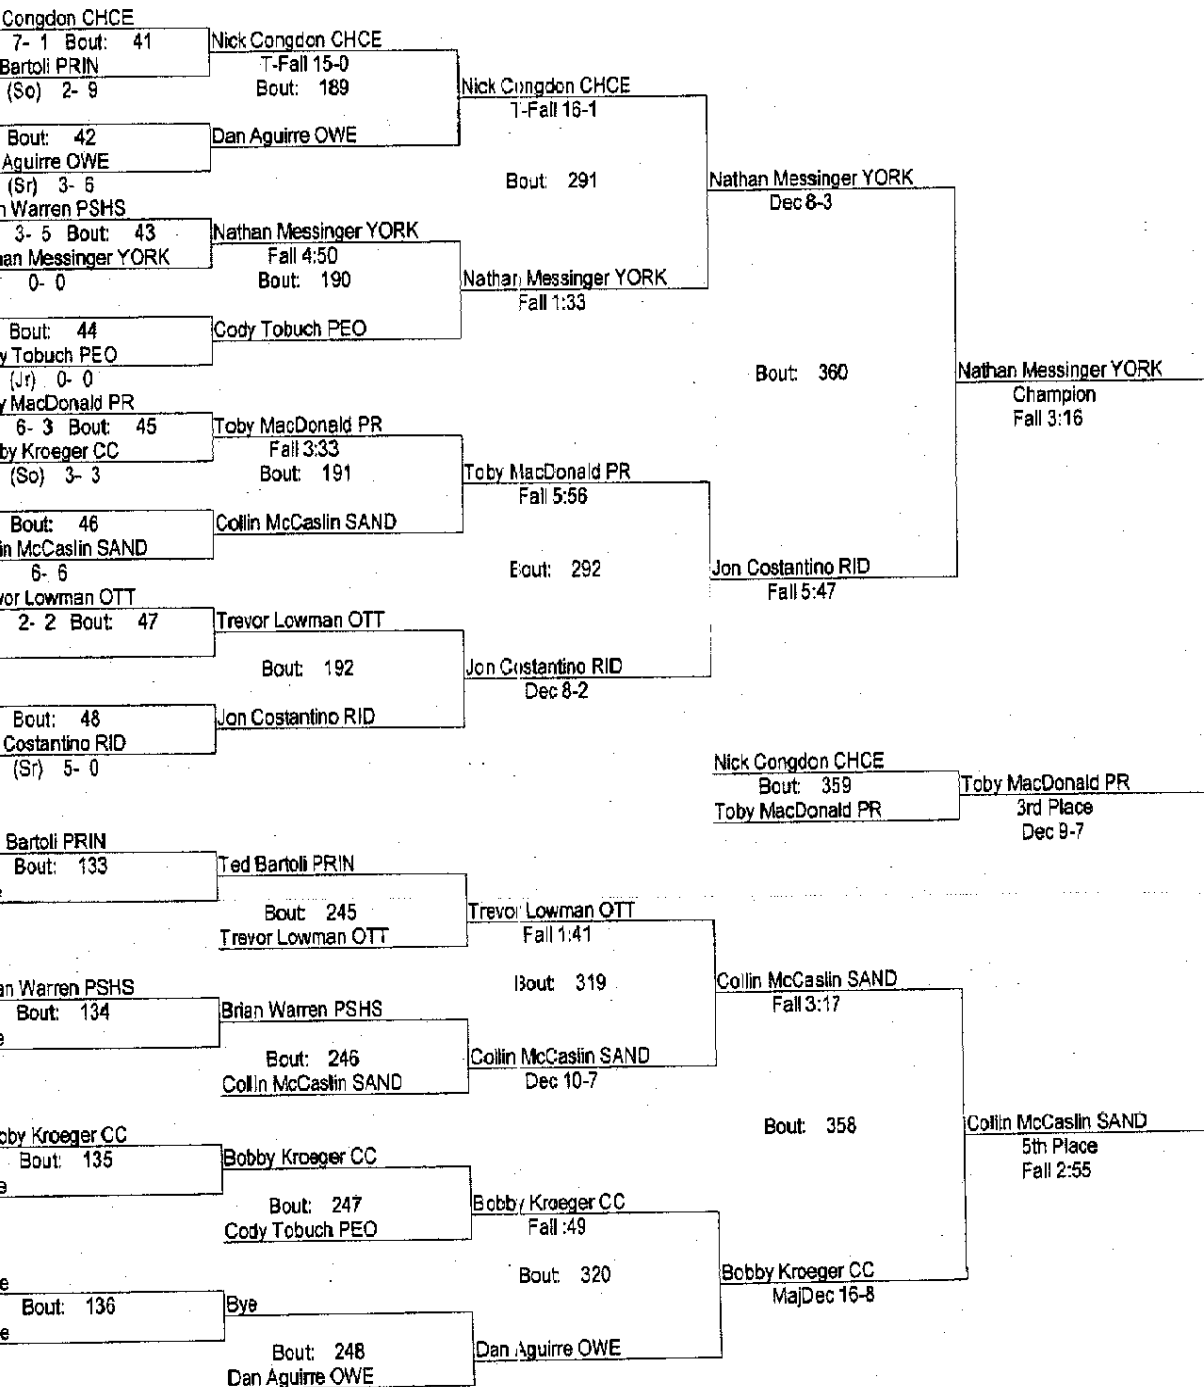 Congdon CHCE
7- 1 Bout: 41
Bartoli PRIN
(So) 2- 9
Bout: 42
Aguirre OWE
(Sr) 3- 6
Warren PSHS
3- 5 Bout: 43
Messinger YORK
0- 0
Bout: 44
Tobuch PEO
(Jr) 0- 0
MacDonald PR
6- 3 Bout: 45
by Kroeger CC
(So) 3- 3
Bout: 46
in McCaslin SAND
6- 6
vor Lowman OTT
2- 2 Bout: 47
Bout: 48
Costantino RID
(Sr) 5- 0
Nick Congdon CHCE
T-Fall 15-0
Bout: 189
Dan Aguirre OWE
Nathan Messinger YORK
Fall 4:50
Bout: 190
Cody Tobuch PEO
Toby MacDonald PR
Fall 3:33
Bout: 191
Collin McCaslin SAND
Trevor Lowman OTT
Bout: 192
Jon Costantino RID
Nick Congdon CHCE
T-Fall 16-1
Bout: 291
Nathan Messinger YORK
Fall 1:33
Toby MacDonald PR
Fall 5:56
Bout: 292
Jon Costantino RID
Dec 8-2
Nathan Messinger YORK
Dec 8-3
Bout: 360
Jon Costantino RID
Fall 5:47
Nathan Messinger YORK
Champion
Fall 3:16
Nick Congdon CHCE
Bout: 359
Toby MacDonald PR
Toby MacDonald PR
3rd Place
Dec 9-7
Bartoli PRIN
Bout: 133
an Warren PSHS
Bout: 134
e
bby Kroeger CC
Bout: 135
e
e
Bout: 136
e
Ted Bartoli PRIN
Bout: 245
Trevor Lowman OTT
Brian Warren PSHS
Bout: 246
Collin McCaslin SAND
Bobby Kroeger CC
Bout: 247
Cody Tobuch PEO
Bye
Bout: 248
Dan Aguirre OWE
Trevor Lowman OTT
Fall 1:41
Bout: 319
Collin McCaslin SAND
Dec 10-7
Bobby Kroeger CC
Fall :49
Bout: 320
Dan Aguirre OWE
Collin McCaslin SAND
Fall 3:17
Bout: 358
Bobby Kroeger CC
MajDec 16-8
Collin McCaslin SAND
5th Place
Fall 2:55